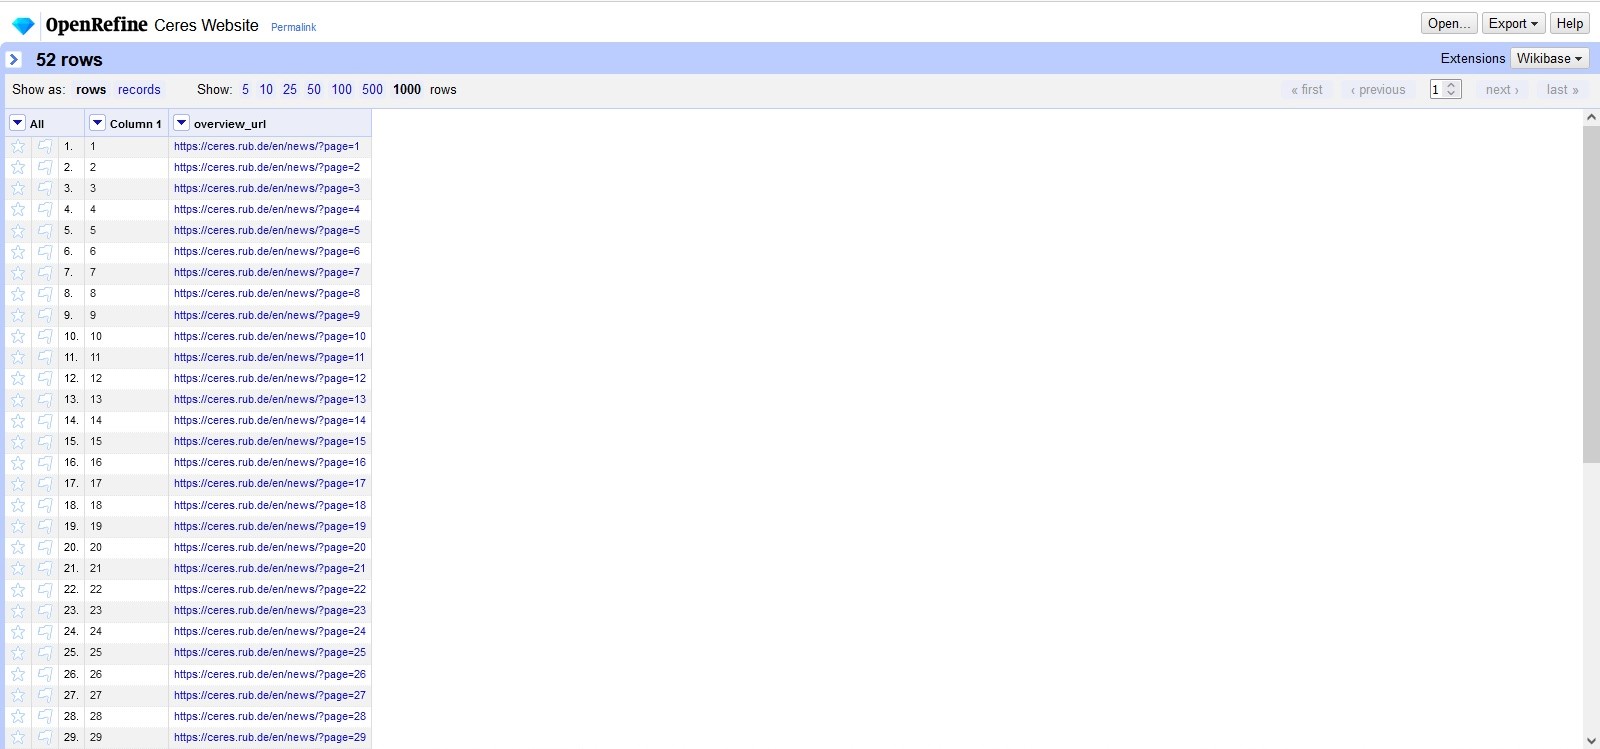 OpenRefine Ceres Website Permalink Open... Export Help
52 rows Extensions Wikibase
Show as: rows records Show: 5 10 25 50 100 500 1000 rows « first ‹ previous 1 next › last »
All Column 1 overview_url
1. 1 https://ceres.rub.de/en/news/?page=1
2. 2 https://ceres.rub.de/en/news/?page=2
3. 3 https://ceres.rub.de/en/news/?page=3
4. 4 https://ceres.rub.de/en/news/?page=4
5. 5 https://ceres.rub.de/en/news/?page=5
6. 6 https://ceres.rub.de/en/news/?page=6
7. 7 https://ceres.rub.de/en/news/?page=7
8. 8 https://ceres.rub.de/en/news/?page=8
9. 9 https://ceres.rub.de/en/news/?page=9
10. 10 https://ceres.rub.de/en/news/?page=10
11. 11 https://ceres.rub.de/en/news/?page=11
12. 12 https://ceres.rub.de/en/news/?page=12
13. 13 https://ceres.rub.de/en/news/?page=13
14. 14 https://ceres.rub.de/en/news/?page=14
15. 15 https://ceres.rub.de/en/news/?page=15
16. 16 https://ceres.rub.de/en/news/?page=16
17. 17 https://ceres.rub.de/en/news/?page=17
18. 18 https://ceres.rub.de/en/news/?page=18
19. 19 https://ceres.rub.de/en/news/?page=19
20. 20 https://ceres.rub.de/en/news/?page=20
21. 21 https://ceres.rub.de/en/news/?page=21
22. 22 https://ceres.rub.de/en/news/?page=22
23. 23 https://ceres.rub.de/en/news/?page=23
24. 24 https://ceres.rub.de/en/news/?page=24
25. 25 https://ceres.rub.de/en/news/?page=25
26. 26 https://ceres.rub.de/en/news/?page=26
27. 27 https://ceres.rub.de/en/news/?page=27
28. 28 https://ceres.rub.de/en/news/?page=28
29. 29 https://ceres.rub.de/en/news/?page=29